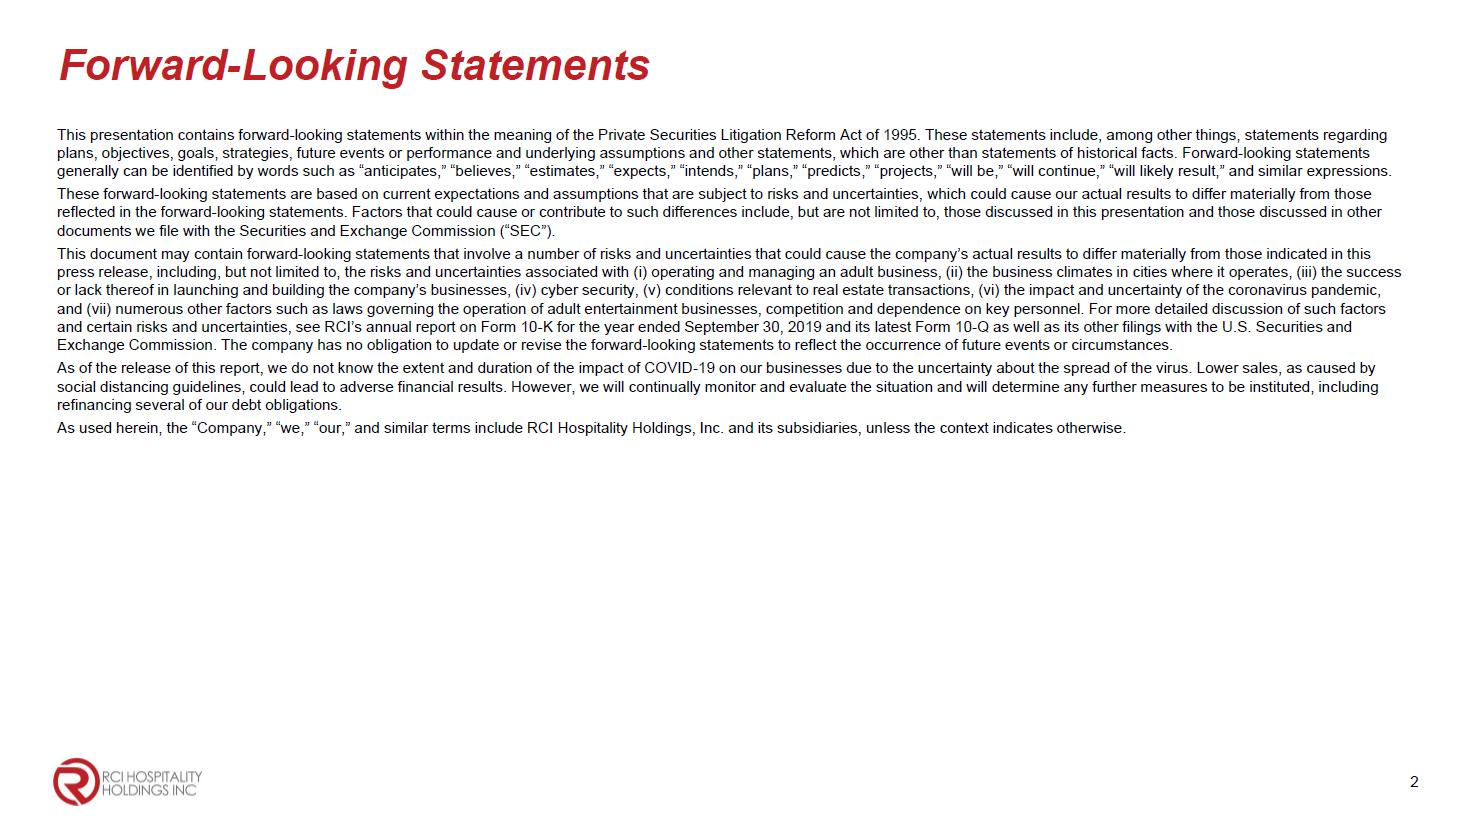 Forward-Looking Statements
This presentation contains forward-looking statements within the meaning of the Private Securities Litigation Reform Act of 1995. These statements include, among other things, statements regarding
plans, objectives, goals, strategies, future events or performance and underlying assumptions and other statements, which are other than statements of historical facts. Forward-looking statements
generally can be identified by words such as “anticipates,” “believes,” “estimates,” “expects,” “intends,” “plans,” “predicts,” “projects,” “will be,” “will continue,” “will likely result,” and similar expressions.
These forward-looking statements are based on current expectations and assumptions that are subject to risks and uncertainties, which could cause our actual results to differ materially from those
reflected in the forward-looking statements. Factors that could cause or contribute to such differences include, but are not limited to, those discussed in this presentation and those discussed in other
documents we file with the Securities and Exchange Commission (“SEC”).
This document may contain forward-looking statements that involve a number of risks and uncertainties that could cause the company’s actual results to differ materially from those indicated in this
press release, including, but not limited to, the risks and uncertainties associated with (i) operating and managing an adult business, (ii) the business climates in cities where it operates, (iii) the success
or lack thereof in launching and building the company’s businesses, (iv) cyber security, (v) conditions relevant to real estate transactions, (vi) the impact and uncertainty of the coronavirus pandemic,
and (vii) numerous other factors such as laws governing the operation of adult entertainment businesses, competition and dependence on key personnel. For more detailed discussion of such factors
and certain risks and uncertainties, see RCI’s annual report on Form 10-K for the year ended September 30, 2019 and its latest Form 10-Q as well as its other filings with the U.S. Securities and
Exchange Commission. The company has no obligation to update or revise the forward-looking statements to reflect the occurrence of future events or circumstances.
As of the release of this report, we do not know the extent and duration of the impact of COVID-19 on our businesses due to the uncertainty about the spread of the virus. Lower sales, as caused by
social distancing guidelines, could lead to adverse financial results. However, we will continually monitor and evaluate the situation and will determine any further measures to be instituted, including
refinancing several of our debt obligations.
As used herein, the “Company,” “we,” “our,” and similar terms include RCI Hospitality Holdings, Inc. and its subsidiaries, unless the context indicates otherwise.
RCI HOSPITALITY
HOLDINGS INC
2